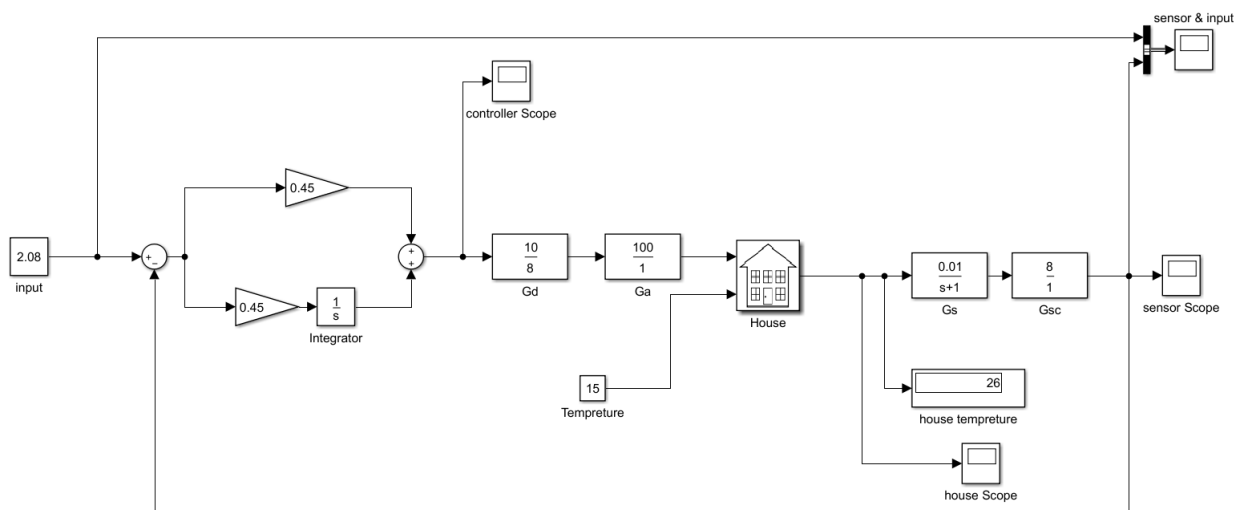 sensor & input
controller Scope
0.45
+
+
2.08
input
+
−
0.45
1
s
Integrator
10
8
Gd
100
1
Ga
House
0.01
s+1
Gs
8
1
Gsc
sensor Scope
15
Tempreture
26
house tempreture
house Scope